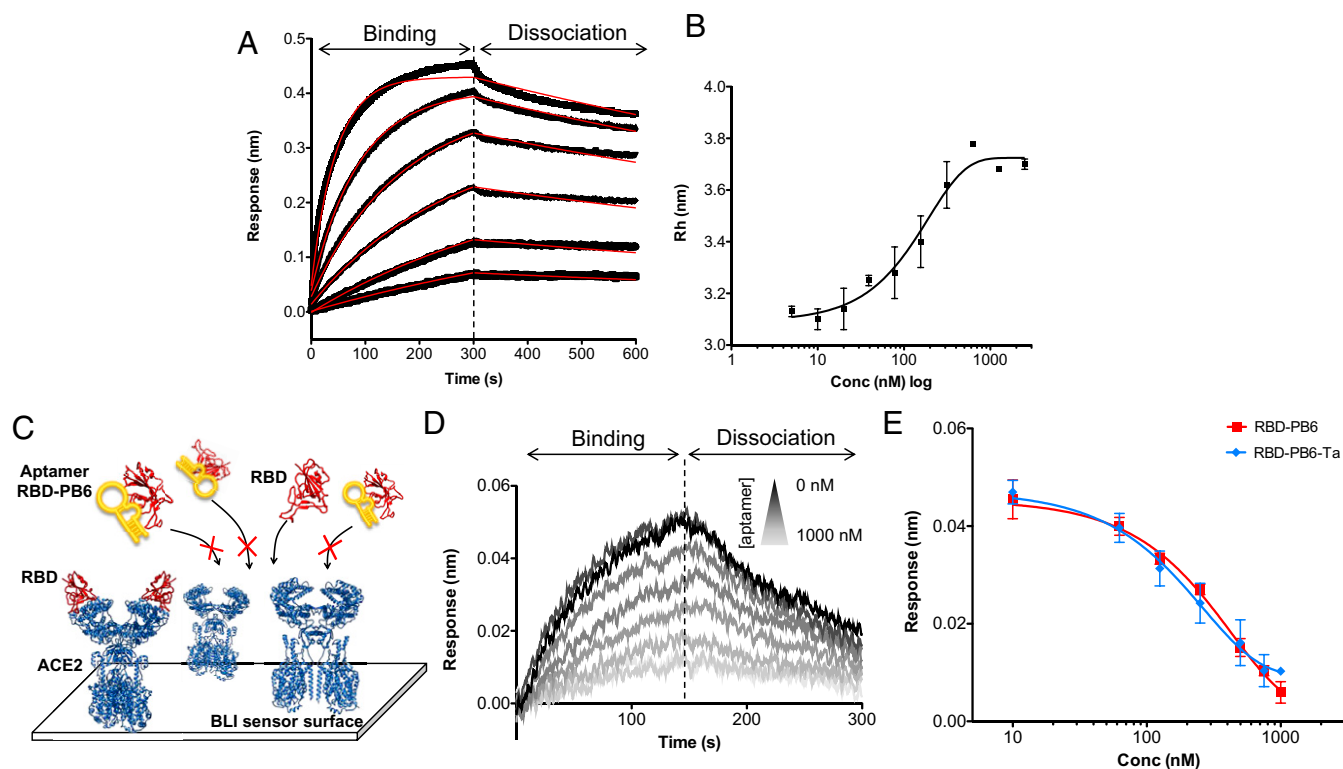 A
Binding
Dissociation
Response (nm)
0.5
0.4
0.3
0.2
0.1
0.0
0
100
200
300
400
500
600
Time (s)
B
Rh (nm)
4.0
3.8
3.6
3.4
3.2
3.0
1
10
100
1000
Conc (nM) log
C
Aptamer
RBD-PB6
RBD
RBD
ACE2
BLI sensor surface
D
Binding
Dissociation
Response (nm)
0.06
0.04
0.02
0.00
100
200
300
Time (s)
[aptamer]
0 nM
1000 nM
E
RBD-PB6
RBD-PB6-Ta
Response (nm)
0.06
0.04
0.02
0.00
10
100
1000
Conc (nM)